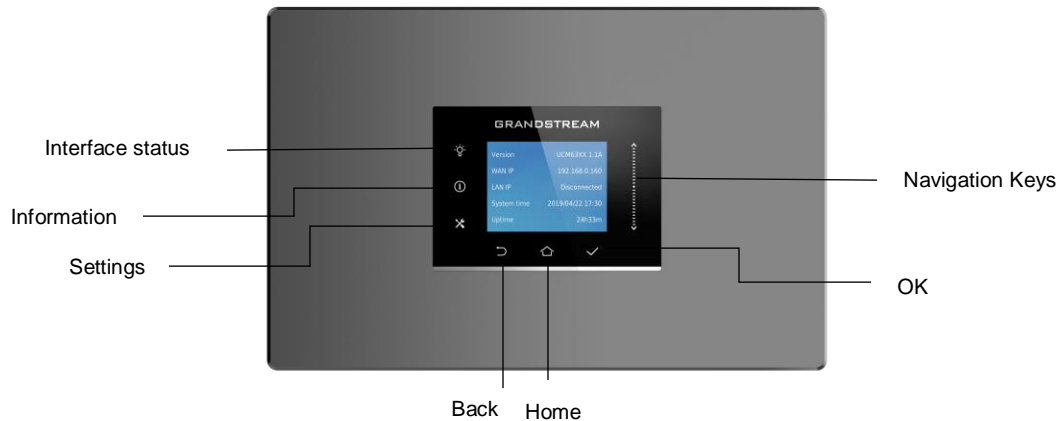 GRANDSTREAM
Interface status
Version UCM63XX 1.1A
WAN IP 192.168.0.160
Navigation Keys
LAN IP Disconnected
Information
System time 2019/04/22 17:30
Uptime 24h33m
Settings
OK
Back Home